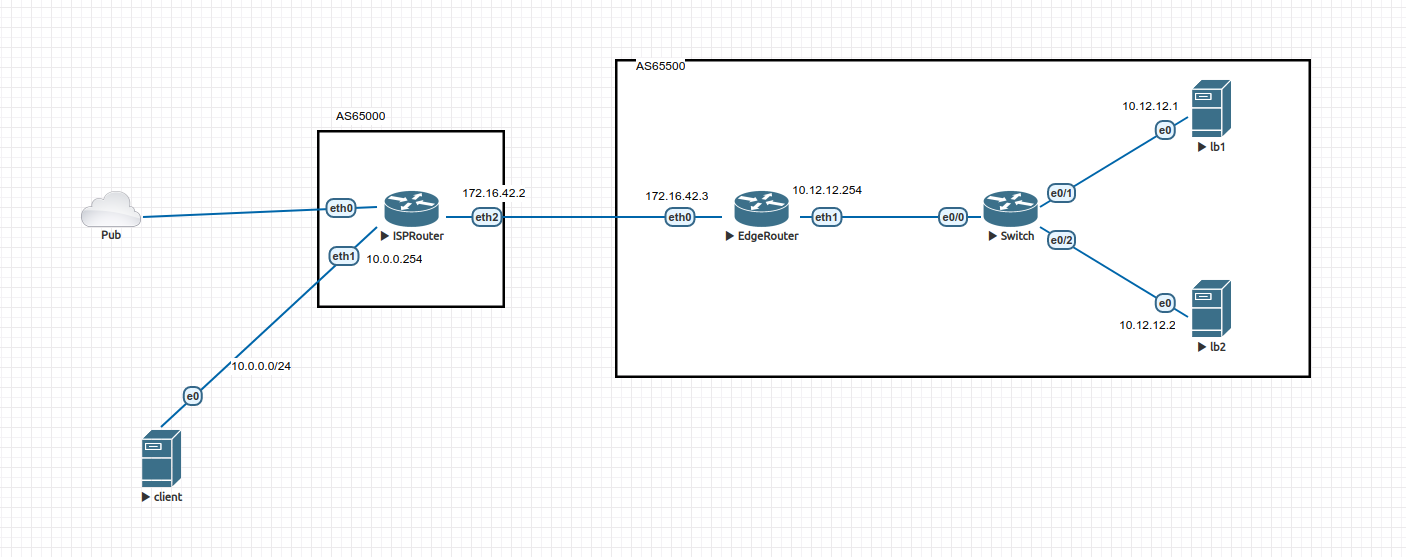 AS65500
AS65000
10.12.12.1
e0
▶ lb1
172.16.42.2
172.16.42.3
10.12.12.254
e0/1
eth0
eth2
eth0
eth1
e0/0
Pub
▶ ISPRouter
▶ EdgeRouter
▶ Switch
e0/2
eth1
10.0.0.254
e0
10.12.12.2
▶ lb2
10.0.0.0/24
e0
▶ client